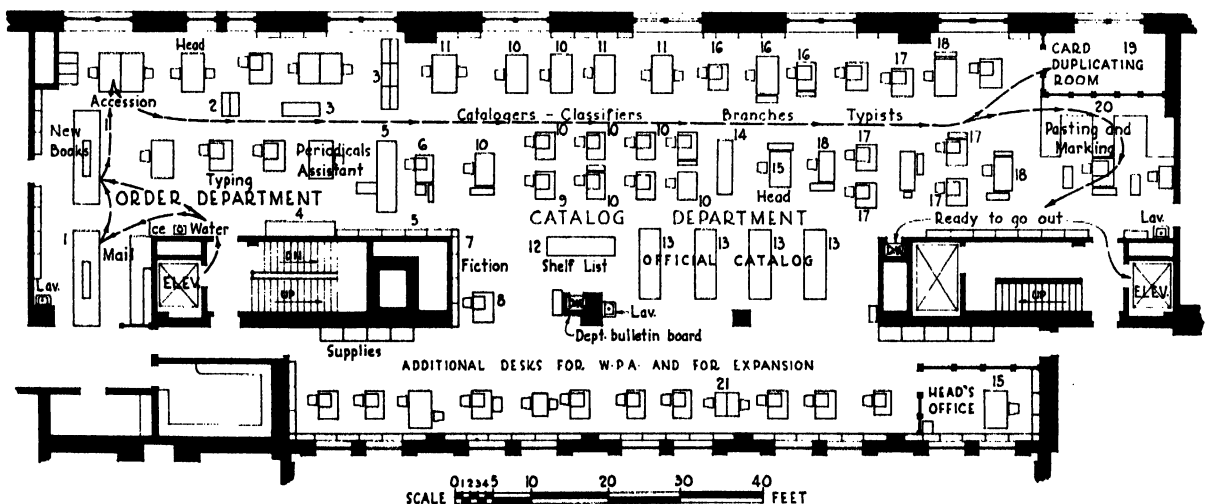 11 10 10 11 11 16 16 16 17 18 CARD 19
Head
DUPLICATING
ROOM
3
Accession 2 3
20
New
Books
Catalogers - Classifiers Branches Typists
Pasting and
Marking
5 10 10 10 14 17 17
Periodicals
Assistant
6 10 18
Typing
15
18
ORDER DEPARTMENT
9 10 10 Head 17 17
CATALOG DEPARTMENT
Ready to go out
4 5
Water
Lav.
1 Mail
7
Fiction
12
Shelf List
13 13 13 13
OFFICIAL CATALOG
DN
UP
ELEV.
Lav.
8
UP
ELEV.
Lav.
Dept. bulletin board
Supplies
ADDITIONAL DESKS FOR W.P.A. AND FOR EXPANSION
21
HEAD'S
OFFICE
15
SCALE 0 1 2 3 4 5 10 20 30 40 FEET